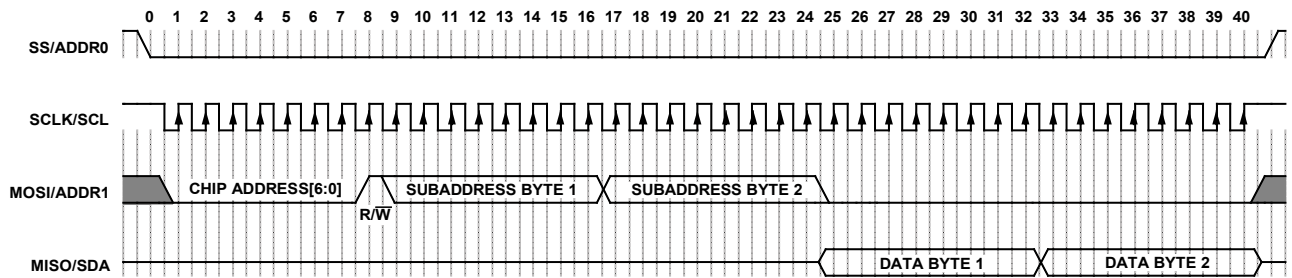 0 1 2 3 4 5 6 7 8 9 10 11 12 13 14 15 16 17 18 19 20 21 22 23 24 25 26 27 28 29 30 31 32 33 34 35 36 37 38 39 40
SS/ADDR0
SCLK/SCL
MOSI/ADDR1 CHIP ADDRESS[6:0] SUBADDRESS BYTE 1 SUBADDRESS BYTE 2
R/W̅
MISO/SDA DATA BYTE 1 DATA BYTE 2